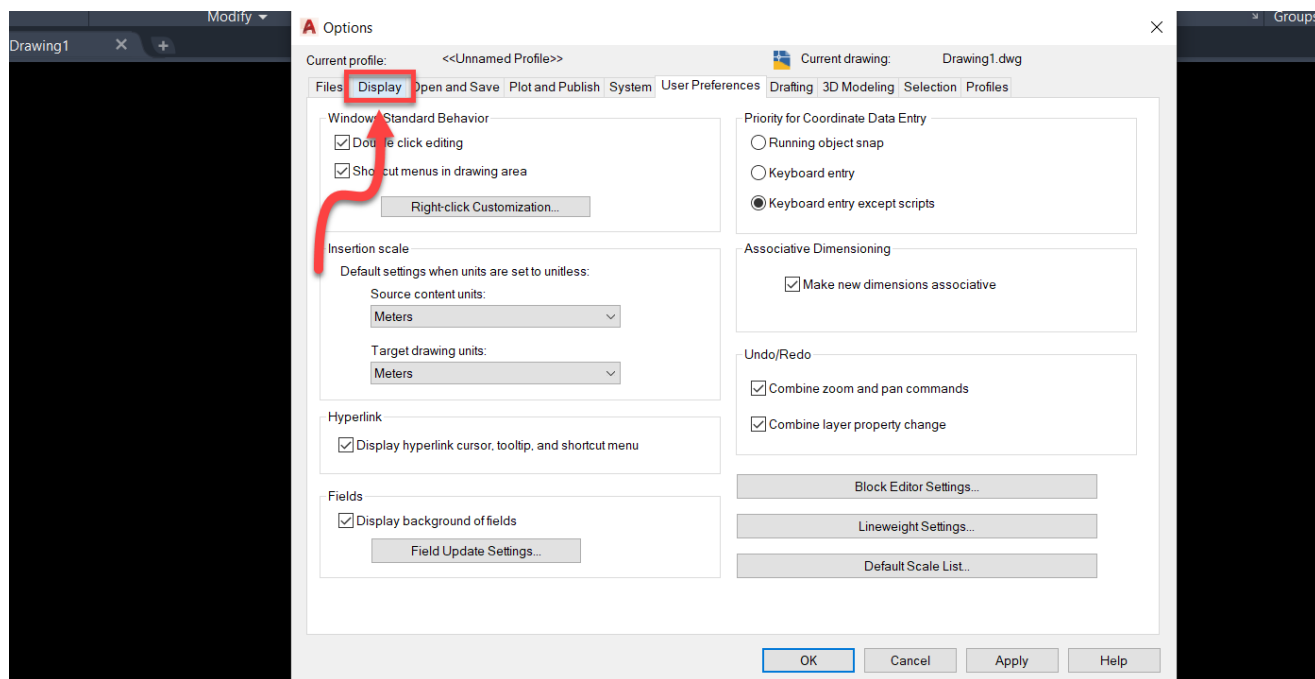 Modify
Groups
Drawing1
Options
Current profile: <<Unnamed Profile>> Current drawing: Drawing1.dwg
Files Display Open and Save Plot and Publish System User Preferences Drafting 3D Modeling Selection Profiles
Windows Standard Behavior
Double click editing
Shortcut menus in drawing area
Right-click Customization...
Insertion scale
Default settings when units are set to unitless:
Source content units:
Meters
Target drawing units:
Meters
Hyperlink
Display hyperlink cursor, tooltip, and shortcut menu
Fields
Display background of fields
Field Update Settings...
Priority for Coordinate Data Entry
Running object snap
Keyboard entry
Keyboard entry except scripts
Associative Dimensioning
Make new dimensions associative
Undo/Redo
Combine zoom and pan commands
Combine layer property change
Block Editor Settings...
Lineweight Settings...
Default Scale List...
OK Cancel Apply Help